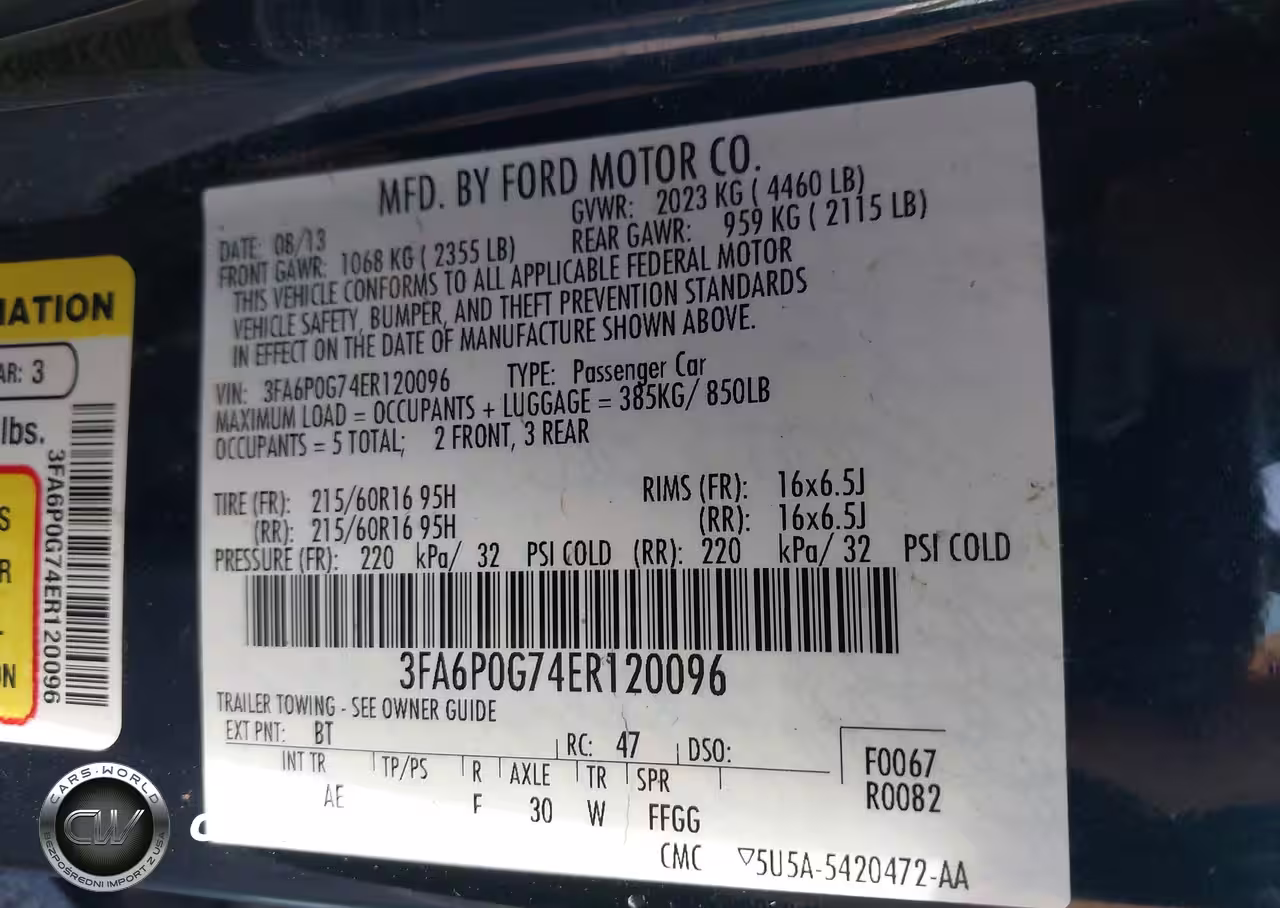 MFD. BY FORD MOTOR CO.
DATE: 08/13 GVWR: 2023 KG ( 4460 LB)
FRONT GAWR: 1068 KG ( 2355 LB) REAR GAWR: 959 KG ( 2115 LB)
THIS VEHICLE CONFORMS TO ALL APPLICABLE FEDERAL MOTOR
VEHICLE SAFETY, BUMPER, AND THEFT PREVENTION STANDARDS
IN EFFECT ON THE DATE OF MANUFACTURE SHOWN ABOVE.
VIN: 3FA6P0G74ER120096 TYPE: Passenger Car
MAXIMUM LOAD = OCCUPANTS + LUGGAGE = 385KG/ 850LB
OCCUPANTS = 5 TOTAL; 2 FRONT, 3 REAR
TIRE (FR): 215/60R16 95H RIMS (FR): 16x6.5J
(RR): 215/60R16 95H (RR): 16x6.5J
PRESSURE (FR): 220 kPa/ 32 PSI COLD (RR): 220 kPa/ 32 PSI COLD
3FA6P0G74ER120096
TRAILER TOWING - SEE OWNER GUIDE
EXT PNT: BT RC: 47 DSO:
F0067
R0082
INT TR TP/PS R AXLE TR SPR
AE F 30 W FFGG
CMC ▽5U5A-5420472-AA
IATION
AR: 3
lbs.
S
R
ON
3FA6P0G74ER120096
CARS-WORLD
CW
BEZPOŚREDNI IMPORT Z USA